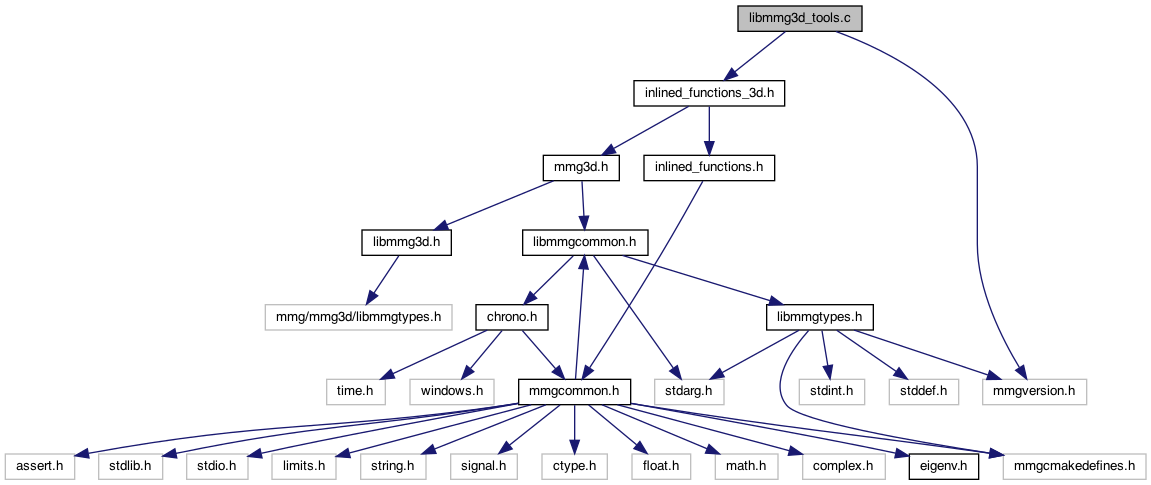 libmmg3d_tools.c
inlined_functions_3d.h
mmg3d.h
inlined_functions.h
libmmg3d.h
libmmgcommon.h
mmg/mmg3d/libmmgtypes.h
chrono.h
libmmgtypes.h
time.h
windows.h
mmgcommon.h
stdarg.h
stdint.h
stddef.h
mmgversion.h
assert.h
stdlib.h
stdio.h
limits.h
string.h
signal.h
ctype.h
float.h
math.h
complex.h
eigenv.h
mmgcmakedefines.h